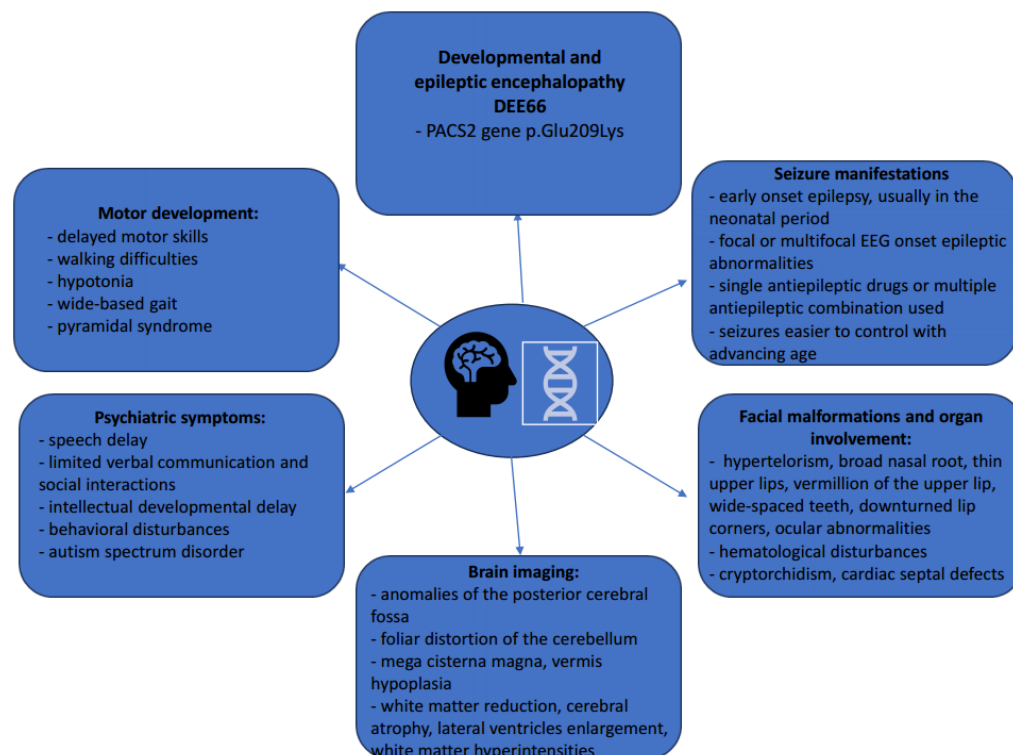 Developmental and
epileptic encephalopathy
DEE66
- PACS2 gene p.Glu209Lys
Motor development:
- delayed motor skills
- walking difficulties
- hypotonia
- wide-based gait
- pyramidal syndrome
Seizure manifestations
- early onset epilepsy, usually in the
neonatal period
- focal or multifocal EEG onset epileptic
abnormalities
- single antiepileptic drugs or multiple
antiepileptic combination used
- seizures easier to control with
advancing age
Psychiatric symptoms:
- speech delay
- limited verbal communication and
social interactions
- intellectual developmental delay
- behavioral disturbances
- autism spectrum disorder
Facial malformations and organ
involvement:
- hypertelorism, broad nasal root, thin
upper lips, vermillion of the upper lip,
wide-spaced teeth, downturned lip
corners, ocular abnormalities
- hematological disturbances
- cryptorchidism, cardiac septal defects
Brain imaging:
- anomalies of the posterior cerebral
fossa
- foliar distortion of the cerebellum
- mega cisterna magna, vermis
hypoplasia
- white matter reduction, cerebral
atrophy, lateral ventricles enlargement,
white matter hyperintensities